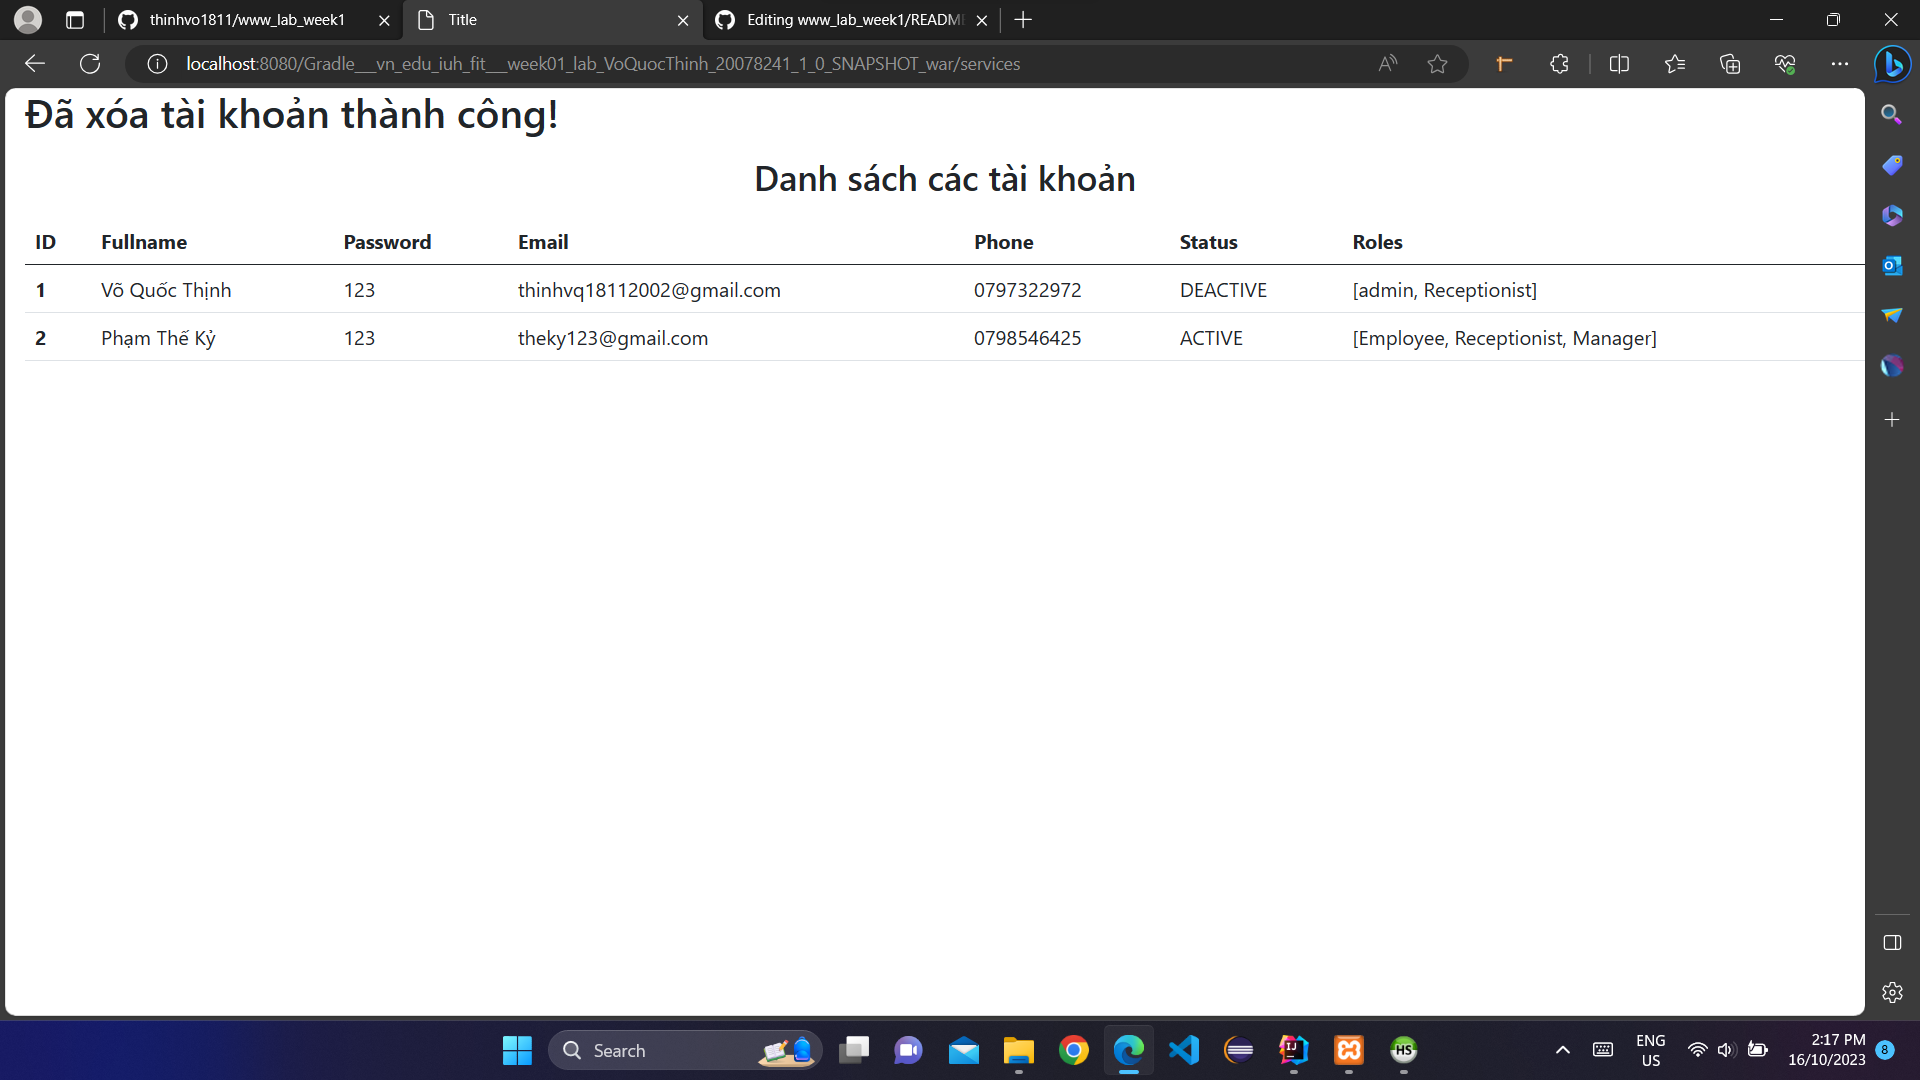 thinhvo1811/www_lab_week1
Title
Editing www_lab_week1/READM
localhost:8080/Gradle___vn_edu_iuh_fit___week01_lab_VoQuocThinh_20078241_1_0_SNAPSHOT_war/services
Đã xóa tài khoản thành công!
Danh sách các tài khoản
ID Fullname Password Email Phone Status Roles
1 Võ Quốc Thịnh 123 thinhvq18112002@gmail.com 0797322972 DEACTIVE [admin, Receptionist]
2 Phạm Thế Kỷ 123 theky123@gmail.com 0798546425 ACTIVE [Employee, Receptionist, Manager]
Search
ENG
US
2:17 PM
16/10/2023
8